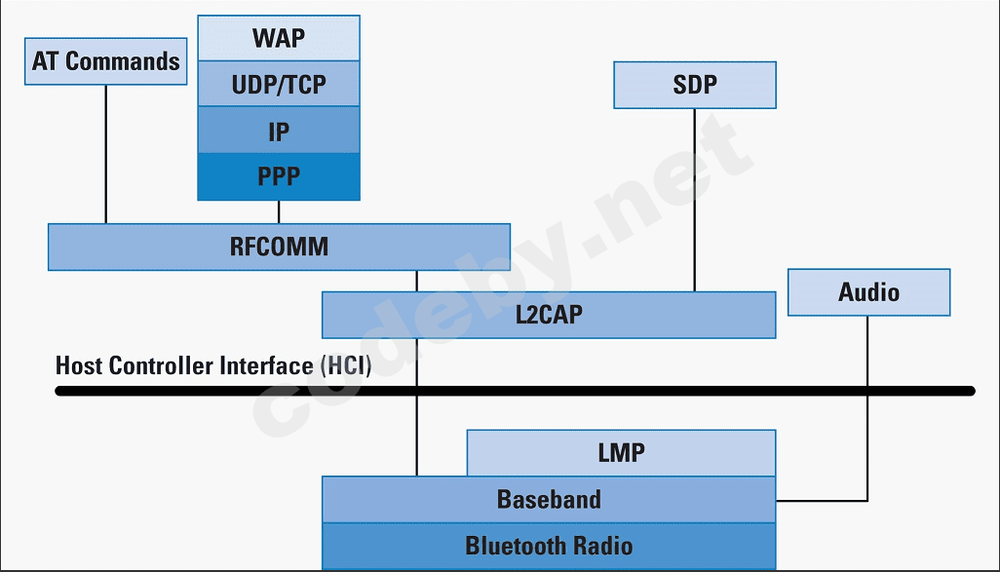 WAP
AT Commands
UDP/TCP
SDP
IP
PPP
RFCOMM
Audio
L2CAP
Host Controller Interface (HCI)
LMP
Baseband
Bluetooth Radio
codeby.net